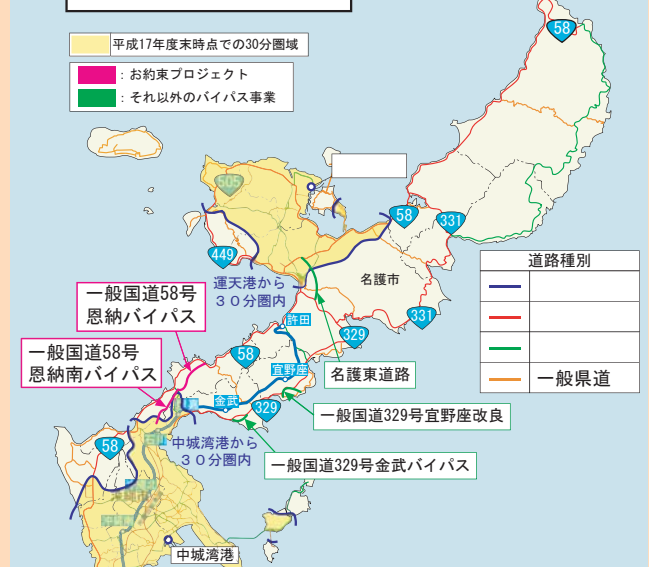 平成17年度末時点での30分圏域
：お約束プロジェクト
：それ以外のバイパス事業
58
505
58
331
449
運天港から
３０分圏内
名護市
道路種別
一般県道
一般国道58号
恩納バイパス
許田
331
329
一般国道58号
恩納南バイパス
58
宜野座
名護東道路
金武
329
一般国道329号宜野座改良
58
石川
中城湾港から
３０分圏内
一般国道329号金武バイパス
中城湾港